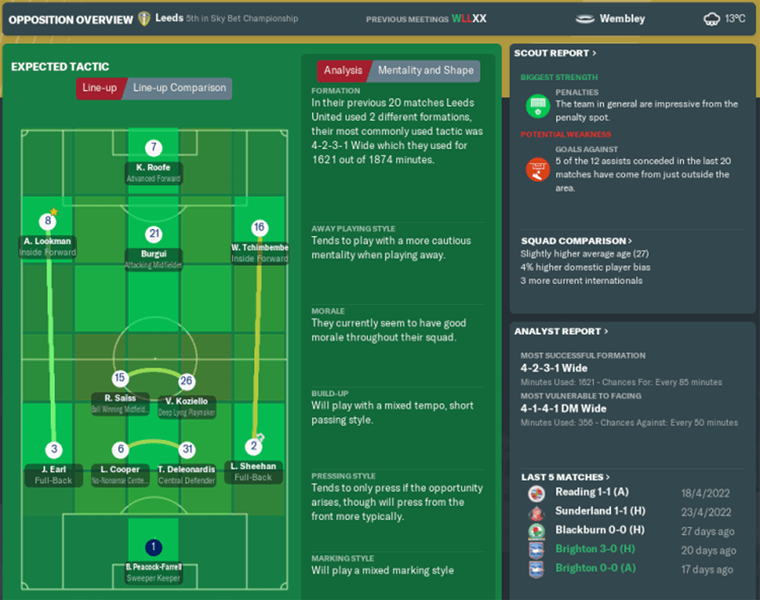 OPPOSITION OVERVIEW Leeds 5th in Sky Bet Championship PREVIOUS MEETINGS WLLXX Wembley 13°C
EXPECTED TACTIC
Line-up Line-up Comparison
7
K. Roofe
Advanced Forward
8
A. Lookman
Inside Forward
21
Burgui
Attacking Midfielder
16
W. Tchimbembe
Inside Forward
15
R. Saiss
Ball Winning Midfield...
26
V. Koziello
Deep Lying Playmaker
3
J. Earl
Full-Back
6
L. Cooper
No-Nonsense Centre...
31
T. Deleonardis
Central Defender
2
L. Sheehan
Full-Back
1
B. Peacock-Farrell
Sweeper Keeper
Analysis Mentality and Shape
FORMATION
In their previous 20 matches Leeds
United used 2 different formations,
their most commonly used tactic was
4-2-3-1 Wide which they used for
1621 out of 1874 minutes.
AWAY PLAYING STYLE
Tends to play with a more cautious
mentality when playing away.
MORALE
They currently seem to have good
morale throughout their squad.
BUILD-UP
Will play with a mixed tempo, short
passing style.
PRESSING STYLE
Tends to only press if the opportunity
arises, though will press from the
front more typically.
MARKING STYLE
Will play a mixed marking style
SCOUT REPORT >
BIGGEST STRENGTH
PENALTIES
The team in general are impressive from the
penalty spot.
POTENTIAL WEAKNESS
GOALS AGAINST
5 of the 12 assists conceded in the last 20
matches have come from just outside the
area.
SQUAD COMPARISON >
Slightly higher average age (27)
4% higher domestic player bias
3 more current internationals
ANALYST REPORT >
MOST SUCCESSFUL FORMATION
4-2-3-1 Wide
Minutes Used: 1621 - Chances For: Every 85 minutes
MOST VULNERABLE TO FACING
4-1-4-1 DM Wide
Minutes Used: 356 - Chances Against: Every 50 minutes
LAST 5 MATCHES >
Reading 1-1 (A) 18/4/2022
Sunderland 1-1 (H) 23/4/2022
Blackburn 0-0 (H) 27 days ago
Brighton 3-0 (H) 20 days ago
Brighton 0-0 (A) 17 days ago